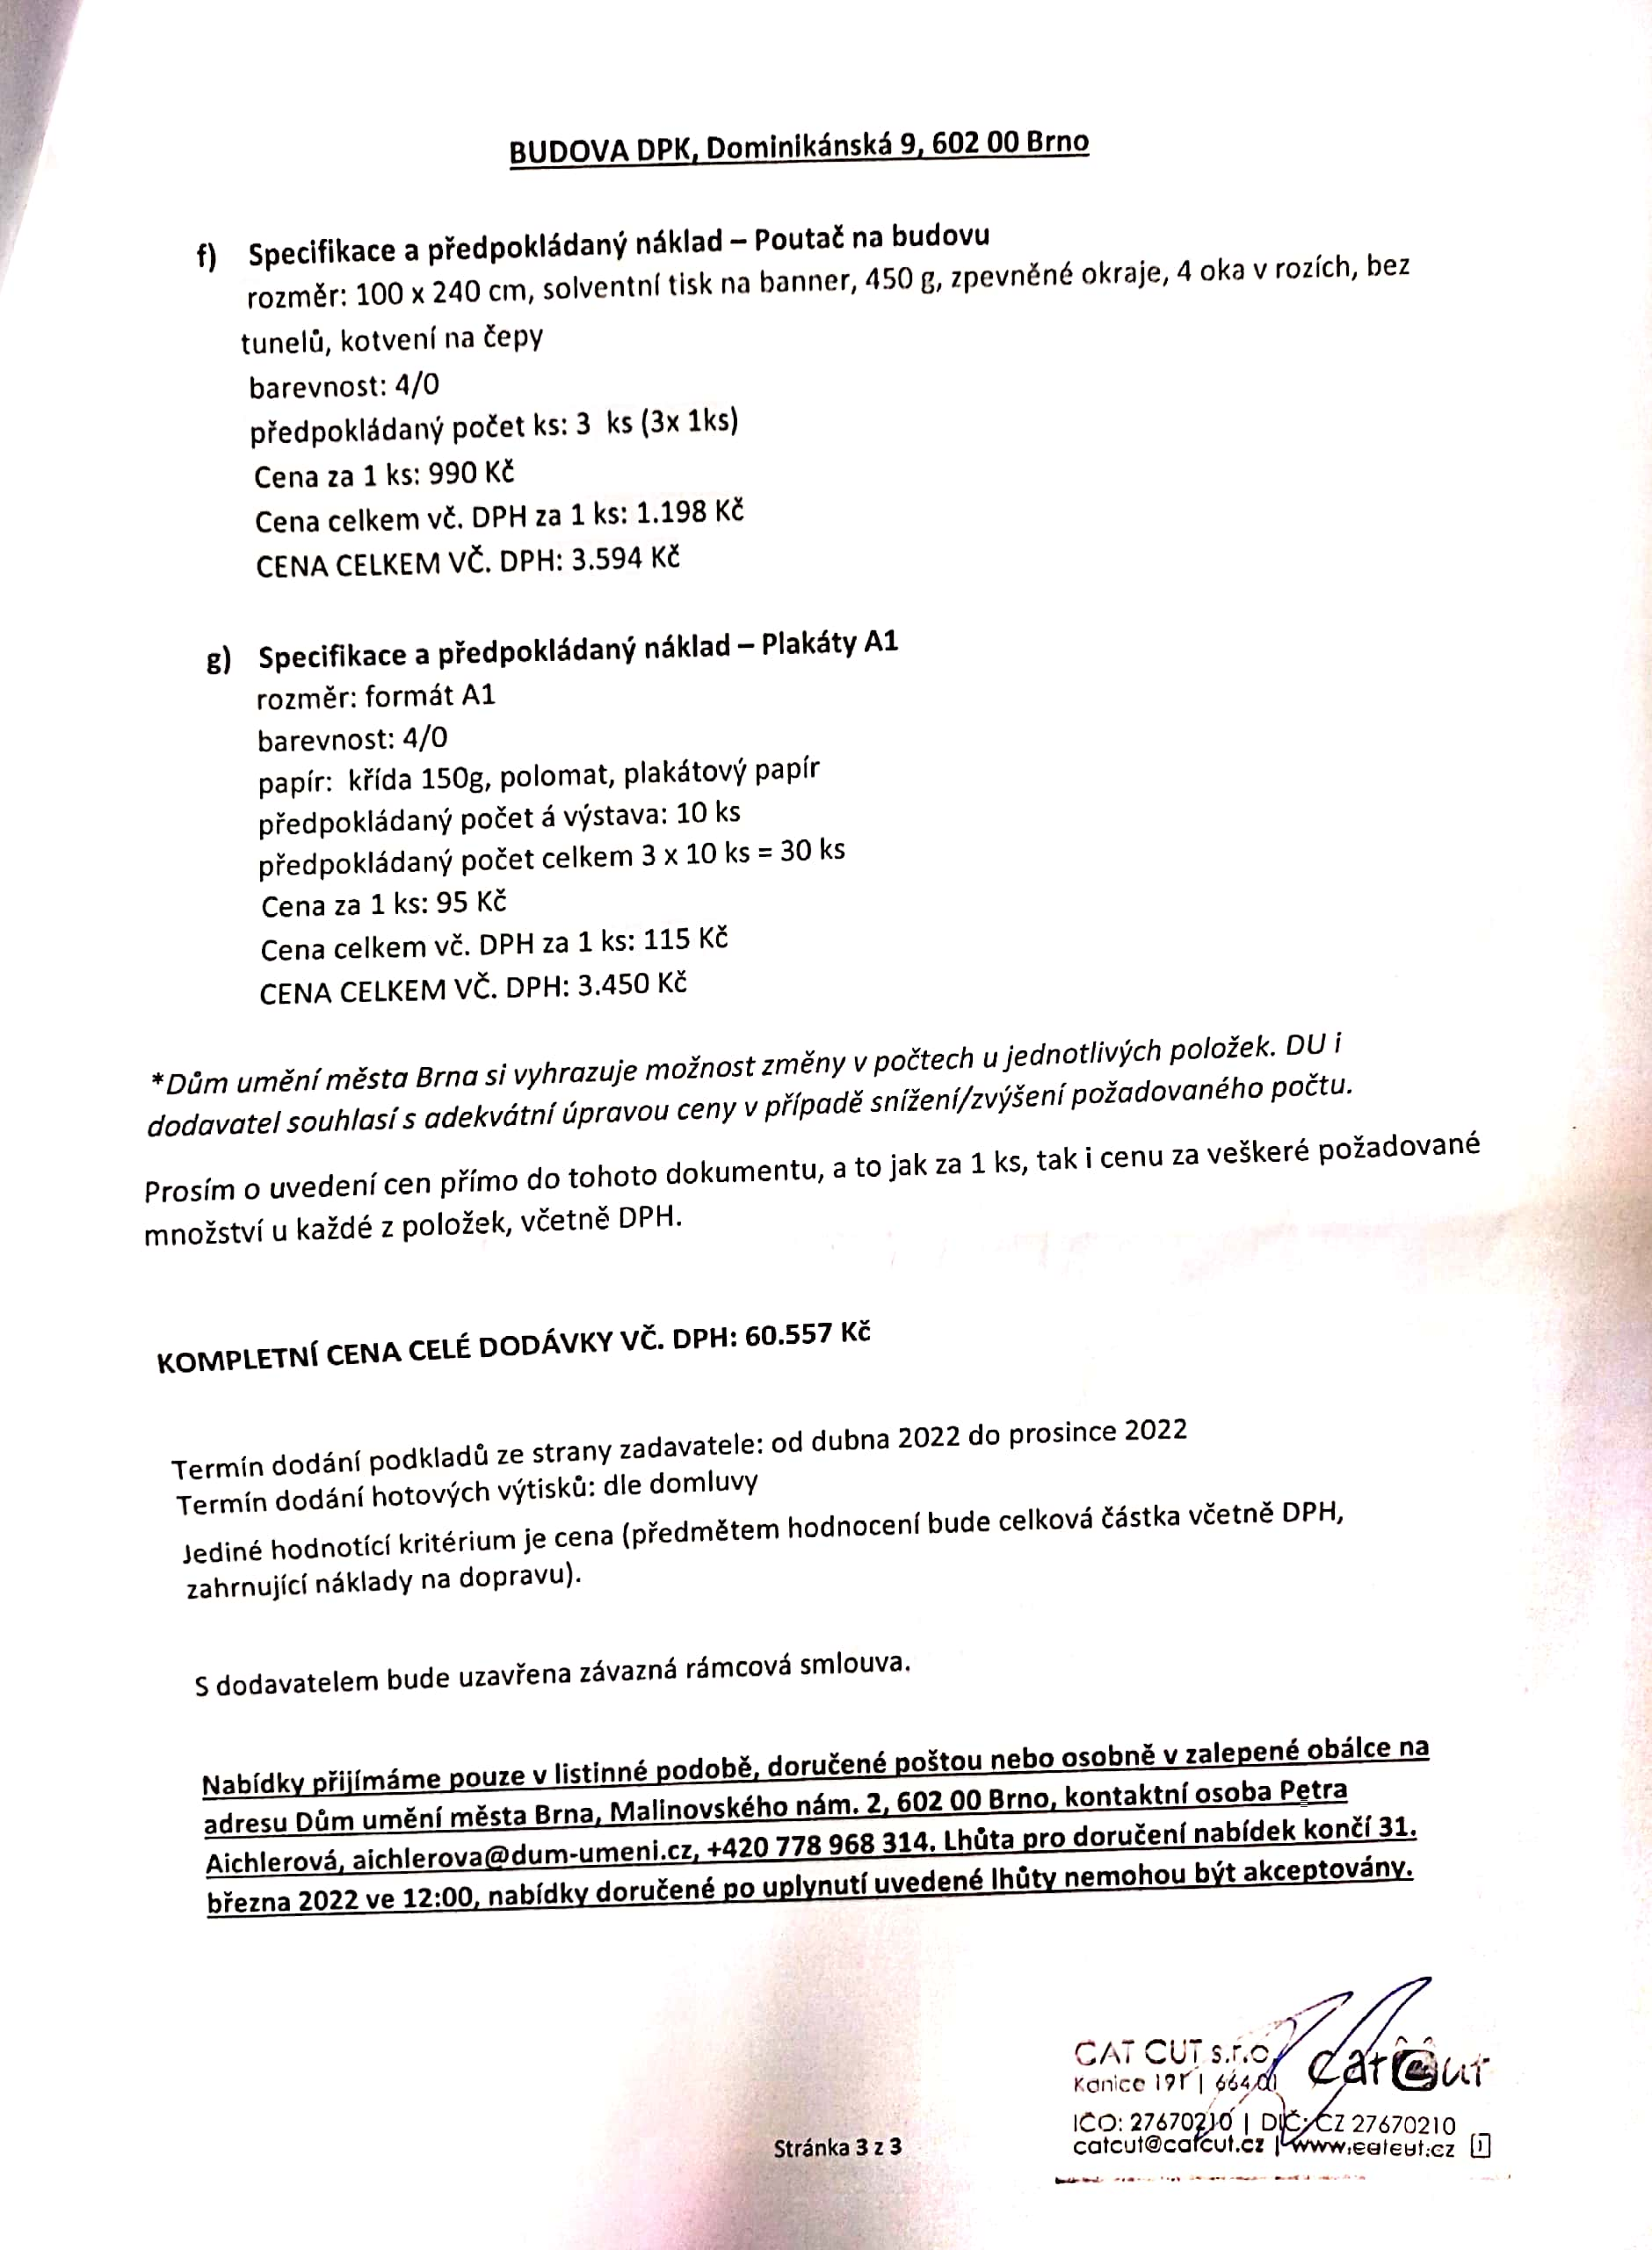 BUDOVA DPK, Dominikánská 9, 602 00 Brno
f) Specifikace a předpokládaný náklad – Poutač na budovu
rozměr: 100 x 240 cm, solventní tisk na banner, 450 g, zpevněné okraje, 4 oka v rozích, bez
tunelů, kotvení na čepy
barevnost: 4/0
předpokládaný počet ks: 3 ks (3x 1ks)
Cena za 1 ks: 990 Kč
Cena celkem vč. DPH za 1 ks: 1.198 Kč
CENA CELKEM VČ. DPH: 3.594 Kč
g) Specifikace a předpokládaný náklad – Plakáty A1
rozměr: formát A1
barevnost: 4/0
papír: křída 150g, polomat, plakátový papír
předpokládaný počet á výstava: 10 ks
předpokládaný počet celkem 3 x 10 ks = 30 ks
Cena za 1 ks: 95 Kč
Cena celkem vč. DPH za 1 ks: 115 Kč
CENA CELKEM VČ. DPH: 3.450 Kč
*Dům umění města Brna si vyhrazuje možnost změny v počtech u jednotlivých položek. DU i
dodavatel souhlasí s adekvátní úpravou ceny v případě snížení/zvýšení požadovaného počtu.
Prosím o uvedení cen přímo do tohoto dokumentu, a to jak za 1 ks, tak i cenu za veškeré požadované
množství u každé z položek, včetně DPH.
KOMPLETNÍ CENA CELÉ DODÁVKY VČ. DPH: 60.557 Kč
Termín dodání podkladů ze strany zadavatele: od dubna 2022 do prosince 2022
Termín dodání hotových výtisků: dle domluvy
Jediné hodnotící kritérium je cena (předmětem hodnocení bude celková částka včetně DPH,
zahrnující náklady na dopravu).
S dodavatelem bude uzavřena závazná rámcová smlouva.
Nabídky přijímáme pouze v listinné podobě, doručené poštou nebo osobně v zalepené obálce na
adresu Dům umění města Brna, Malinovského nám. 2, 602 00 Brno, kontaktní osoba Petra
Aichlerová, aichlerova@dum-umeni.cz, +420 778 968 314. Lhůta pro doručení nabídek končí 31.
března 2022 ve 12:00, nabídky doručené po uplynutí uvedené lhůty nemohou být akceptovány.
CAT CUT s.r.o. catcut
Kanice 191 | 664 01
IČO: 27670210 | DIČ: CZ 27670210
catcut@catcut.cz | www.catcut.cz 1
Stránka 3 z 3